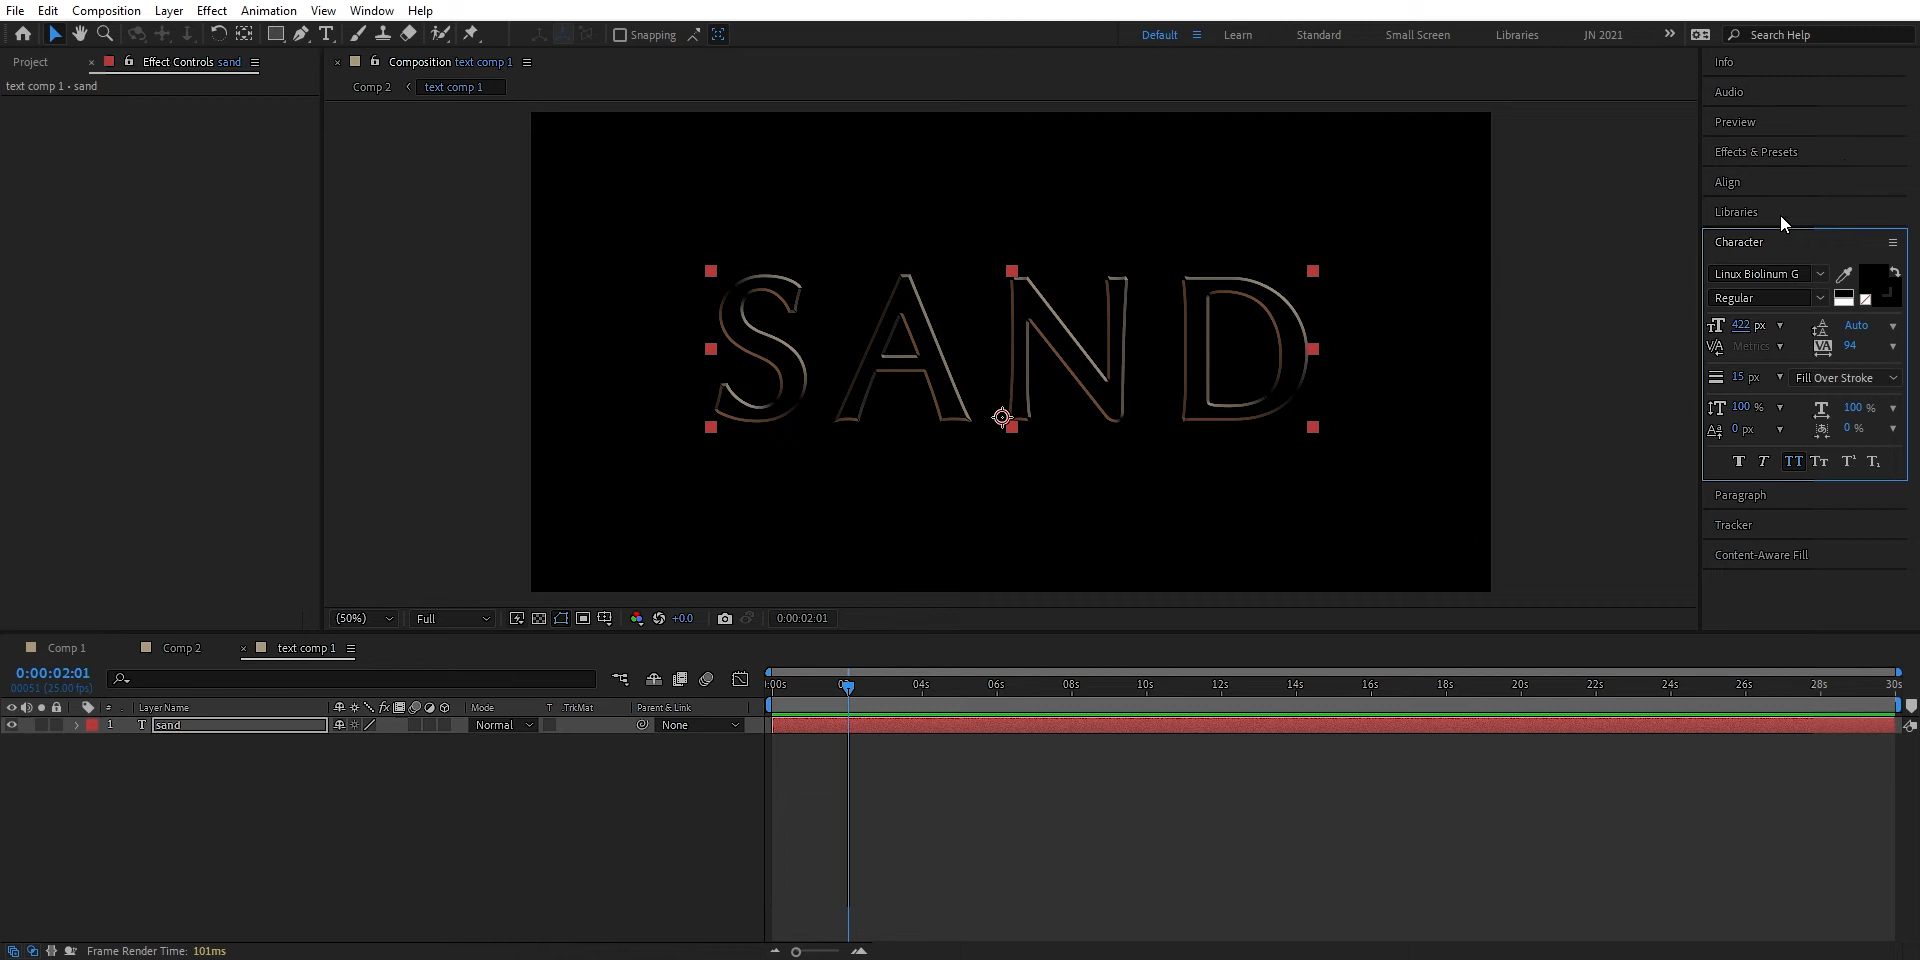 File Edit Composition Layer Effect Animation View Window Help
Snapping
Default Learn Standard Small Screen Libraries JN 2021 » Search Help
Project × Effect Controls sand
text comp 1 • sand
× Composition text comp 1
Comp 2 < text comp 1
SAND
(50%) Full +0.0 0:00:02:01
Info
Audio
Preview
Effects & Presets
Align
Libraries
Character
Linux Biolinum G
Regular
422 px Auto
Metrics 94
15 px Fill Over Stroke
100 % 100 %
0 px 0 %
Paragraph
Tracker
Content-Aware Fill
Comp 1 Comp 2 × text comp 1
0:00:02:01
00051 (25.00 fps)
:00s 04s 06s 08s 10s 12s 14s 16s 18s 20s 22s 24s 26s 28s 30s
# Layer Name Mode T .TrkMat Parent & Link
1 T sand Normal None
Frame Render Time: 101ms